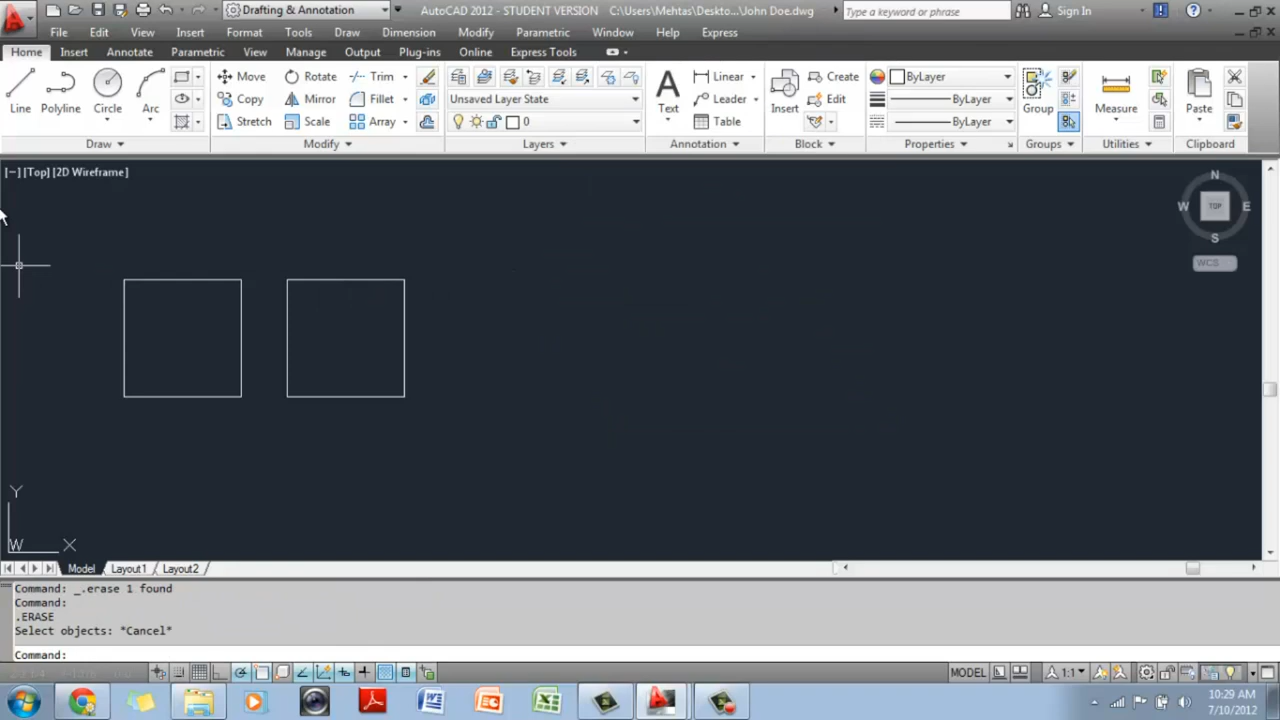 Drafting & Annotation
AutoCAD 2012 - STUDENT VERSION C:\Users\Mehtas\Deskto...\John Doe.dwg
Type a keyword or phrase
Sign In
File Edit View Insert Format Tools Draw Dimension Modify Parametric Window Help Express
Home Insert Annotate Parametric View Manage Output Plug-ins Online Express Tools
Move Rotate Trim Linear Create ByLayer
Line Polyline Circle Arc Copy Mirror Fillet Unsaved Layer State Text Leader Insert Edit ByLayer Group Measure Paste
Stretch Scale Array 0 Table ByLayer
Draw Modify Layers Annotation Block Properties Groups Utilities Clipboard
[−] [Top] [2D Wireframe]
N
W TOP E
S
WCS
Y
W X
Model Layout1 Layout2
Command: _.erase 1 found
Command:
.ERASE
Select objects: *Cancel*
Command:
MODEL 1:1
10:29 AM
7/10/2012